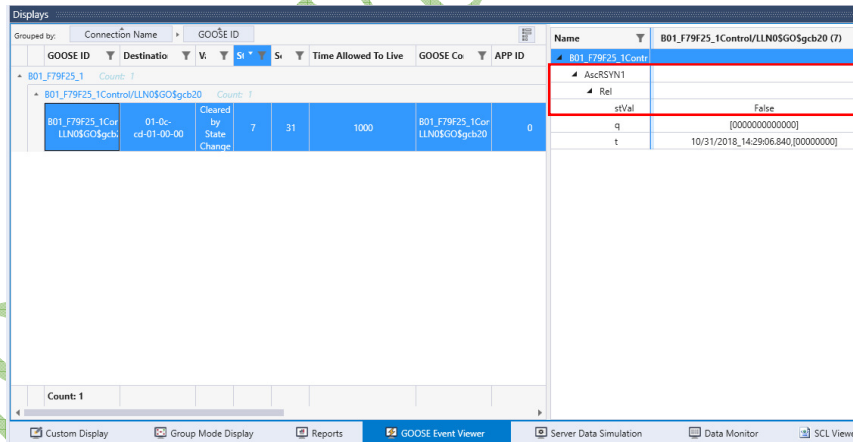 Displays
Grouped by: Connection Name GOOSE ID
GOOSE ID Destinatio V. St S Time Allowed To Live GOOSE Co APP ID
B01_F79F25_1 Count: 1
B01_F79F25_1Control/LLN0$GO$gcb20 Count: 1
B01_F79F25_1Cor LLN0$GO$gcb 01-0c-cd-01-00-00 Cleared by State Change 7 31 1000 B01_F79F25_1Cor LLN0$GO$gcb20 0
Count: 1
Name B01_F79F25_1Control/LLN0$GO$gcb20 (7)
B01_F79F25_1Contr
AscRSYN1
Rel
stVal False
q [0000000000000]
t 10/31/2018_14:29:06.840,[00000000]
Custom Display Group Mode Display Reports GOOSE Event Viewer Server Data Simulation Data Monitor SCL Viewe